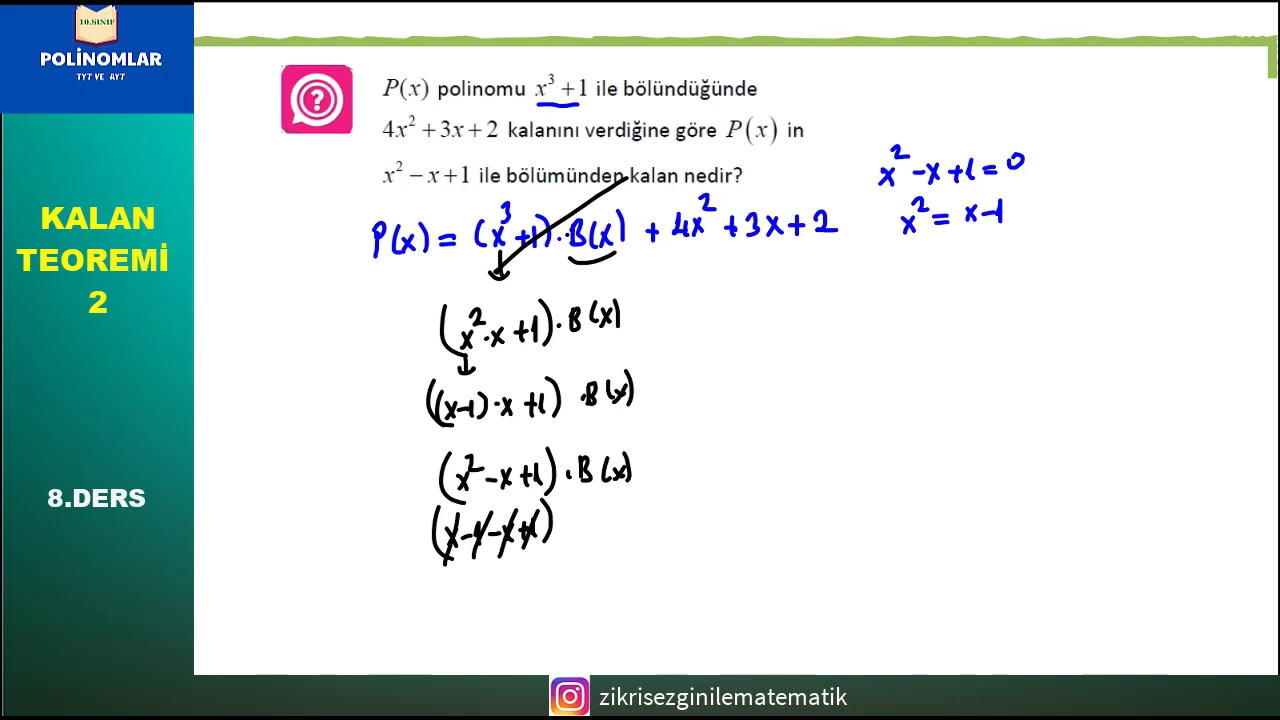 10.SINIF
POLİNOMLAR
TYT VE AYT
KALAN
TEOREMİ
2
8.DERS
?
P(x) polinomu x³ + 1 ile bölündüğünde
4x² + 3x + 2 kalanını verdiğine göre P(x) in
x² − x + 1 ile bölümünden kalan nedir?
P(x) = (x³ + 1) · B(x) + 4x² + 3x + 2
(x² · x + 1) · B(x)
((x-1) · x + 1) · B(x)
(x² - x + 1) · B(x)
(x - 1 - x + 1)
x² - x + 1 = 0
x² = x - 1
zikrisezginilematematik